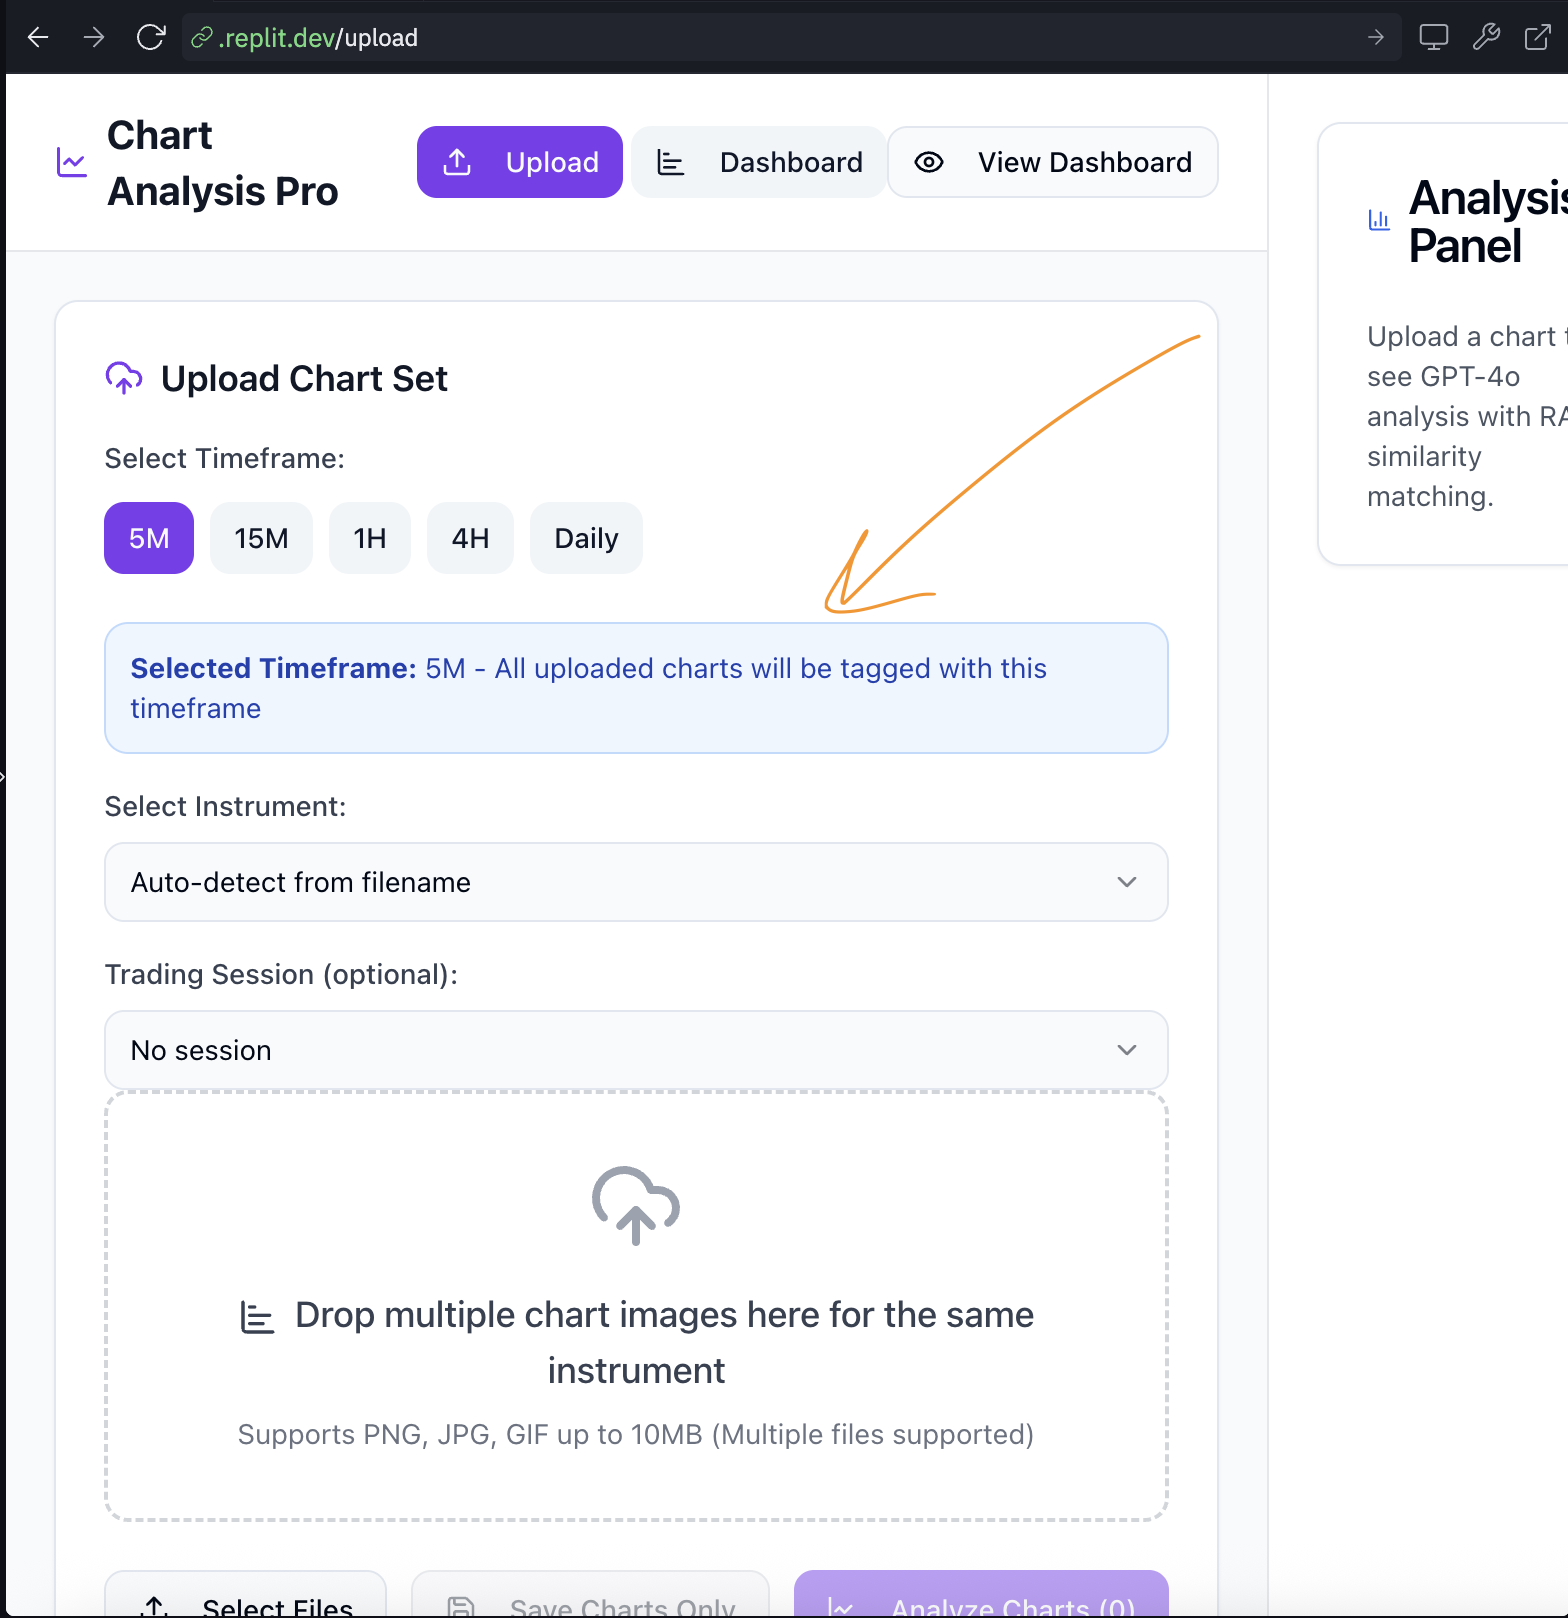 .replit.dev/upload
Chart
Analysis Pro
Upload
Dashboard
View Dashboard
Upload Chart Set
Select Timeframe:
5M
15M
1H
4H
Daily
Selected Timeframe: 5M - All uploaded charts will be tagged with this
timeframe
Select Instrument:
Auto-detect from filename
Trading Session (optional):
No session
Drop multiple chart images here for the same
instrument
Supports PNG, JPG, GIF up to 10MB (Multiple files supported)
Select Files
Save Charts Only
Analyze Charts (0)
Analysis
Panel
Upload a chart
see GPT-4o
analysis with
similarity
matching.